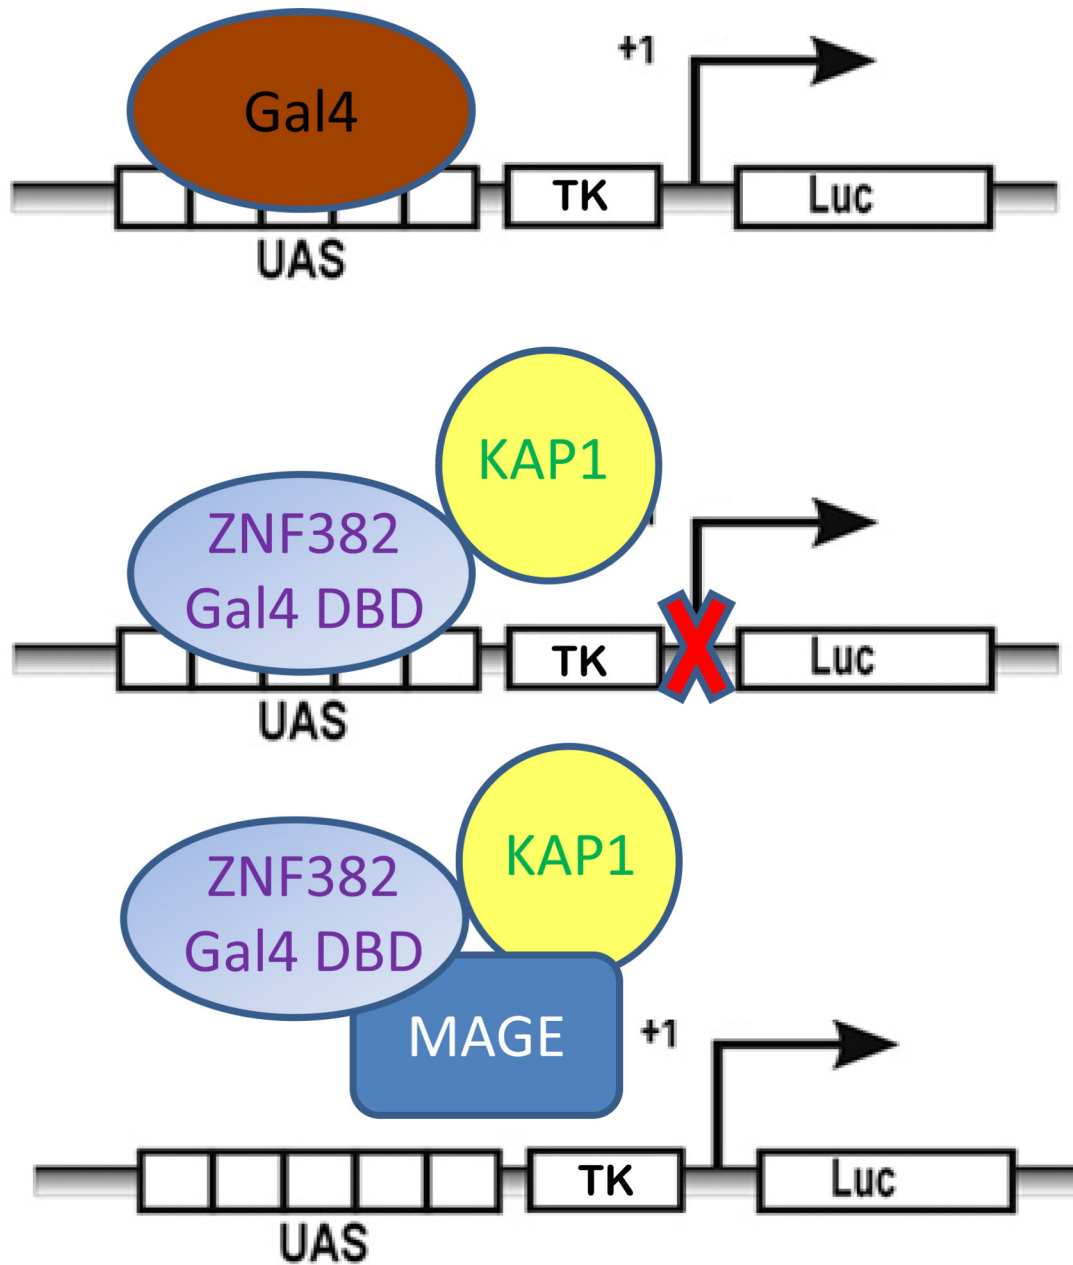 +1
Gal4
TK
Luc
UAS
KAP1
ZNF382
Gal4 DBD
TK
Luc
UAS
KAP1
ZNF382
Gal4 DBD
MAGE
+1
TK
Luc
UAS